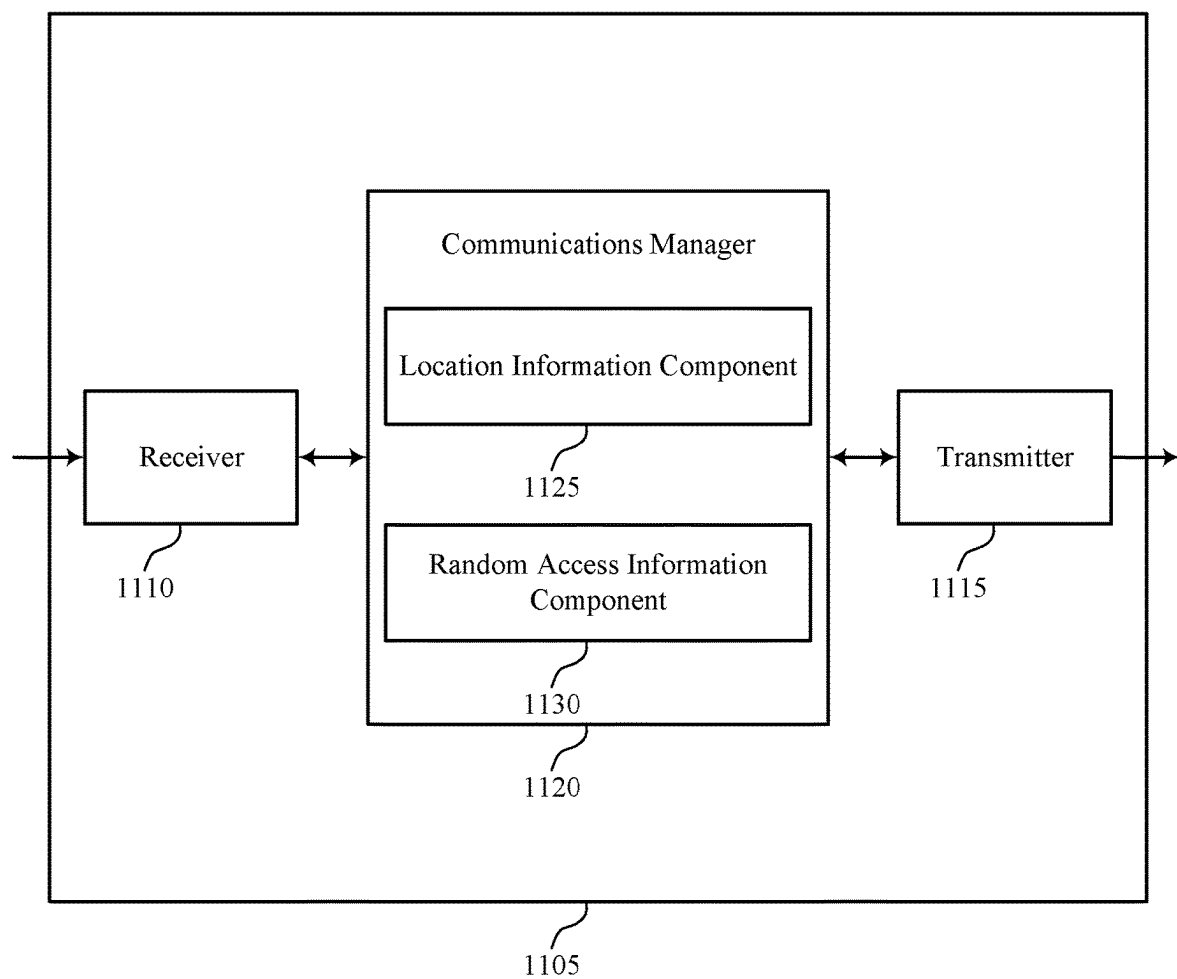 Communications Manager
Location Information Component
1125
Receiver
1110
Transmitter
1115
Random Access Information
Component
1130
1120
1105